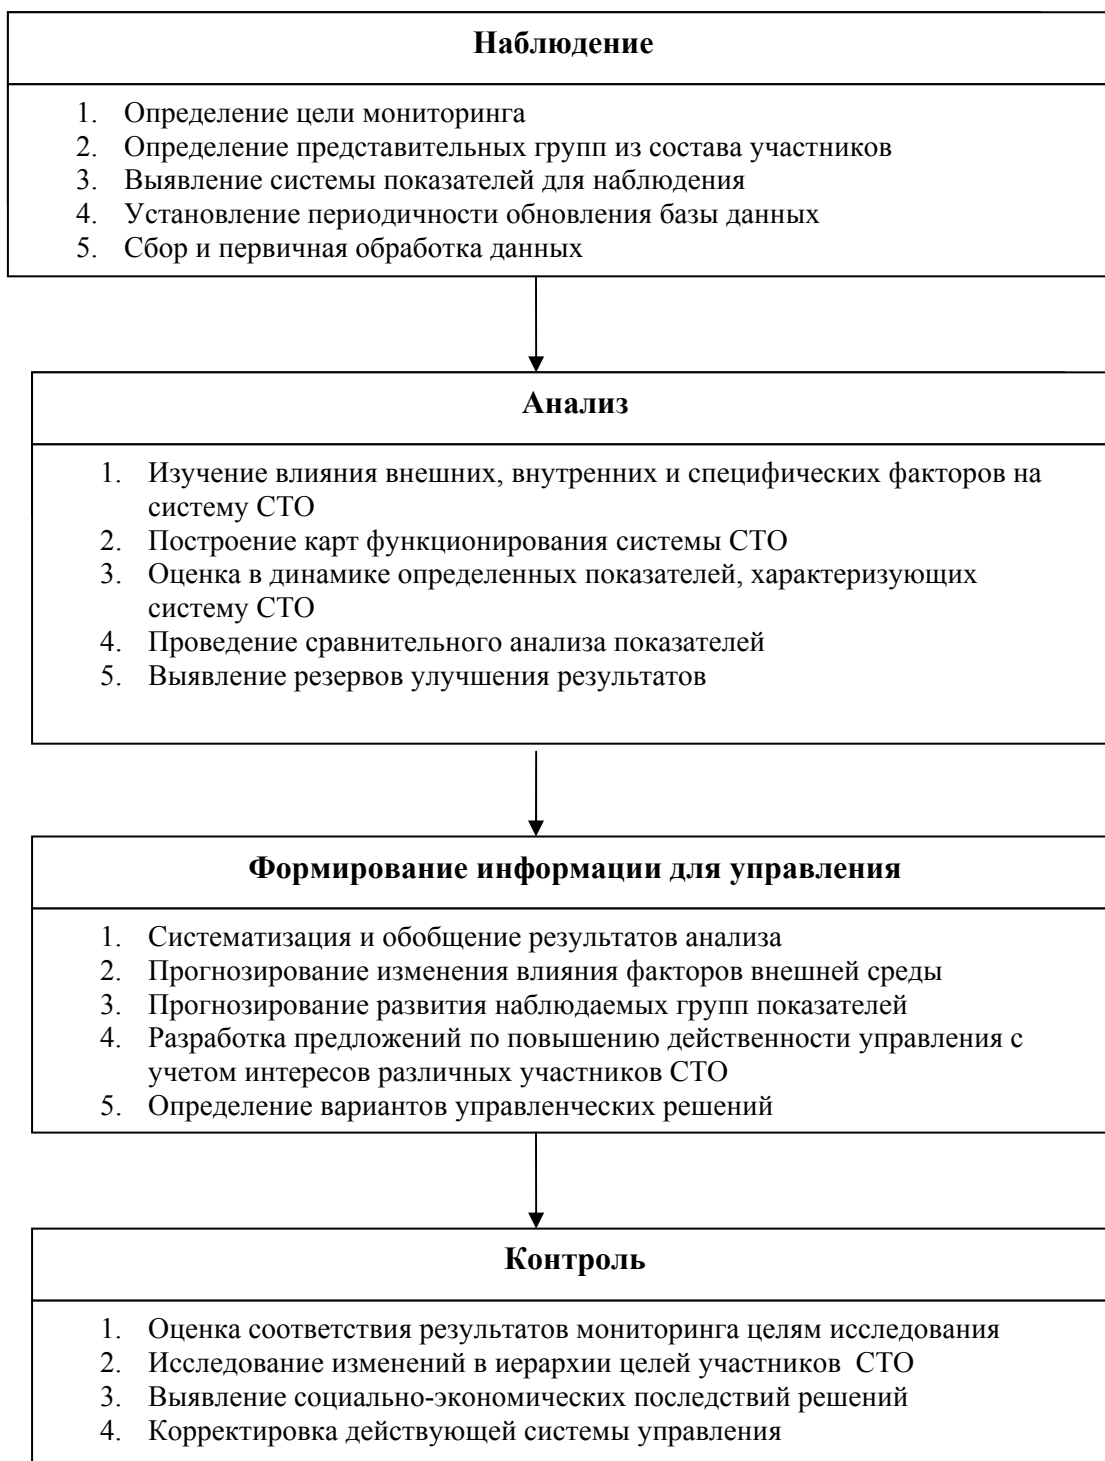 Наблюдение
1. Определение цели мониторинга
2. Определение представительных групп из состава участников
3. Выявление системы показателей для наблюдения
4. Установление периодичности обновления базы данных
5. Сбор и первичная обработка данных
Анализ
1. Изучение влияния внешних, внутренних и специфических факторов на
систему СТО
2. Построение карт функционирования системы СТО
3. Оценка в динамике определенных показателей, характеризующих
систему СТО
4. Проведение сравнительного анализа показателей
5. Выявление резервов улучшения результатов
Формирование информации для управления
1. Систематизация и обобщение результатов анализа
2. Прогнозирование изменения влияния факторов внешней среды
3. Прогнозирование развития наблюдаемых групп показателей
4. Разработка предложений по повышению действенности управления с
учетом интересов различных участников СТО
5. Определение вариантов управленческих решений
Контроль
1. Оценка соответствия результатов мониторинга целям исследования
2. Исследование изменений в иерархии целей участников СТО
3. Выявление социально-экономических последствий решений
4. Корректировка действующей системы управления